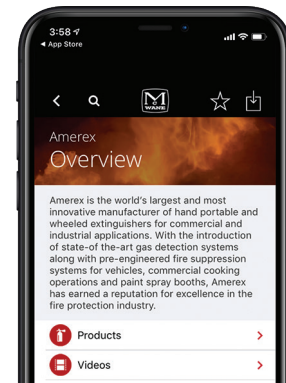 3:58
App Store
M
WANE
Amerex
Overview
Amerex is the world's largest and most
innovative manufacturer of hand portable and
wheeled extinguishers for commercial and
industrial applications. With the introduction
of state-of the-art gas detection systems
along with pre-engineered fire suppression
systems for vehicles, commercial cooking
operations and paint spray booths, Amerex
has earned a reputation for excellence in the
fire protection industry.
Products
Videos